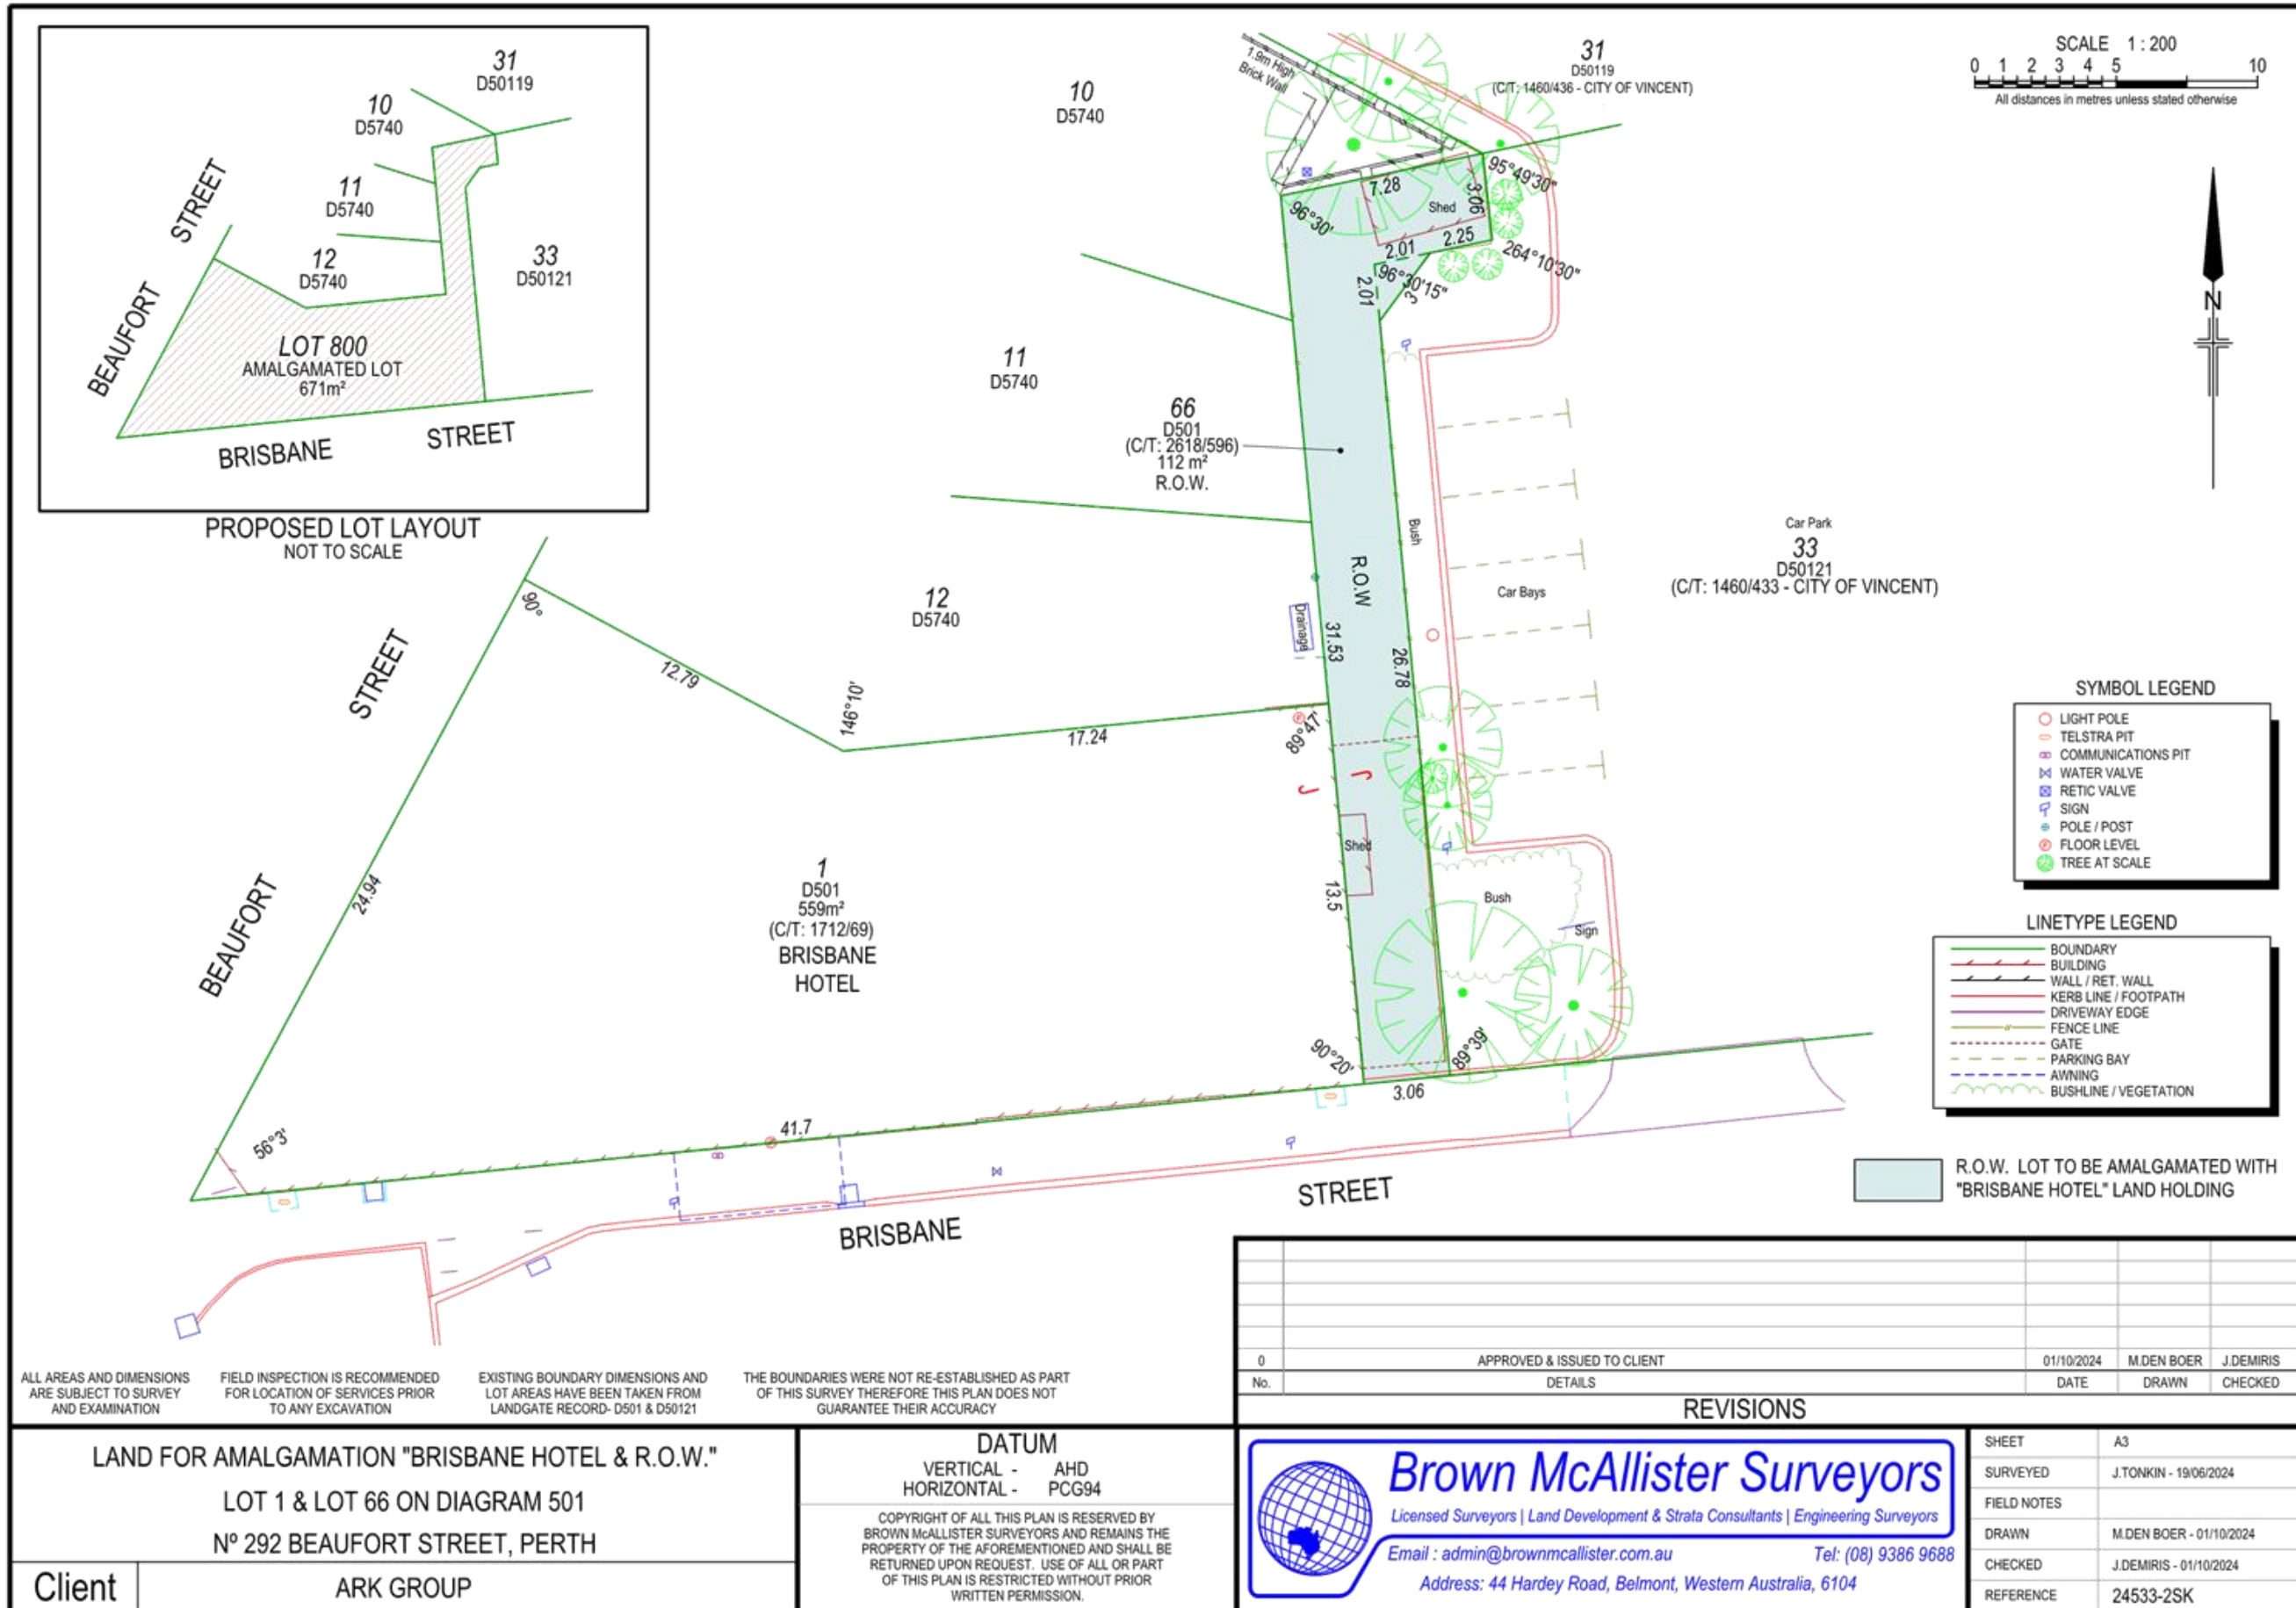 31
D50119
10
D5740
11
D5740
12
D5740
33
D50121
BEAUFORT STREET
LOT 800
AMALGAMATED LOT
671m²
BRISBANE STREET
PROPOSED LOT LAYOUT
NOT TO SCALE
1.9m High
Brick Wall
10
D5740
31
D50119
(C/T: 1460/436 - CITY OF VINCENT)
SCALE 1 : 200
0 1 2 3 4 5 10
All distances in metres unless stated otherwise
N
95°49'30"
7.28
3.06
Shed
96°30'
2.01
2.25
264°10'30"
96°30'15"
2.01
3
11
D5740
66
D501
(C/T: 2618/596)
112 m²
R.O.W.
Bush
R.O.W
Car Park
33
D50121
(C/T: 1460/433 - CITY OF VINCENT)
Car Bays
12
D5740
Drainage
31.53
26.78
90°
12.79
146°10'
17.24
89°47'
BEAUFORT STREET
24.94
Shed
13.5
1
D501
559m²
(C/T: 1712/69)
BRISBANE
HOTEL
Bush
Sign
90°20'
89°39'
3.06
56°3'
41.7
BRISBANE STREET
SYMBOL LEGEND
LIGHT POLE
TELSTRA PIT
COMMUNICATIONS PIT
WATER VALVE
RETIC VALVE
SIGN
POLE / POST
FLOOR LEVEL
TREE AT SCALE
LINETYPE LEGEND
BOUNDARY
BUILDING
WALL / RET. WALL
KERB LINE / FOOTPATH
DRIVEWAY EDGE
FENCE LINE
GATE
PARKING BAY
AWNING
BUSHLINE / VEGETATION
R.O.W. LOT TO BE AMALGAMATED WITH
"BRISBANE HOTEL" LAND HOLDING
ALL AREAS AND DIMENSIONS
ARE SUBJECT TO SURVEY
AND EXAMINATION
FIELD INSPECTION IS RECOMMENDED
FOR LOCATION OF SERVICES PRIOR
TO ANY EXCAVATION
EXISTING BOUNDARY DIMENSIONS AND
LOT AREAS HAVE BEEN TAKEN FROM
LANDGATE RECORD- D501 & D50121
THE BOUNDARIES WERE NOT RE-ESTABLISHED AS PART
OF THIS SURVEY THEREFORE THIS PLAN DOES NOT
GUARANTEE THEIR ACCURACY
0 APPROVED & ISSUED TO CLIENT 01/10/2024 M.DEN BOER J.DEMIRIS
No. DETAILS DATE DRAWN CHECKED
REVISIONS
LAND FOR AMALGAMATION "BRISBANE HOTEL & R.O.W."
LOT 1 & LOT 66 ON DIAGRAM 501
Nº 292 BEAUFORT STREET, PERTH
Client ARK GROUP
DATUM
VERTICAL - AHD
HORIZONTAL - PCG94
COPYRIGHT OF ALL THIS PLAN IS RESERVED BY
BROWN McALLISTER SURVEYORS AND REMAINS THE
PROPERTY OF THE AFOREMENTIONED AND SHALL BE
RETURNED UPON REQUEST. USE OF ALL OR PART
OF THIS PLAN IS RESTRICTED WITHOUT PRIOR
WRITTEN PERMISSION.
Brown McAllister Surveyors
Licensed Surveyors | Land Development & Strata Consultants | Engineering Surveyors
Email : admin@brownmcallister.com.au Tel: (08) 9386 9688
Address: 44 Hardey Road, Belmont, Western Australia, 6104
SHEET A3
SURVEYED J.TONKIN - 19/06/2024
FIELD NOTES
DRAWN M.DEN BOER - 01/10/2024
CHECKED J.DEMIRIS - 01/10/2024
REFERENCE 24533-2SK